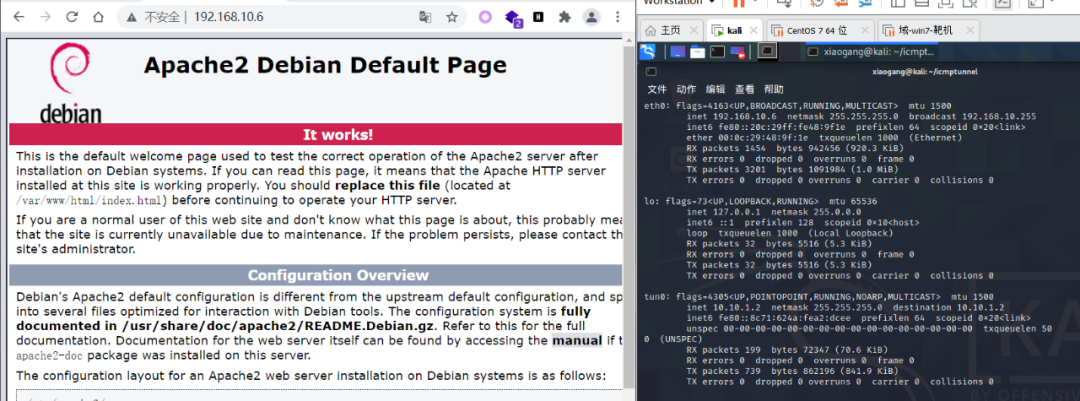 不安全 | 192.168.10.6
debian
Apache2 Debian Default Page
It works!
This is the default welcome page used to test the correct operation of the Apache2 server after
installation on Debian systems. If you can read this page, it means that the Apache HTTP server
installed at this site is working properly. You should replace this file (located at
/var/www/html/index.html) before continuing to operate your HTTP server.
If you are a normal user of this web site and don't know what this page is about, this probably mea
that the site is currently unavailable due to maintenance. If the problem persists, please contact th
site's administrator.
Configuration Overview
Debian's Apache2 default configuration is different from the upstream default configuration, and sp
into several files optimized for interaction with Debian tools. The configuration system is fully
documented in /usr/share/doc/apache2/README.Debian.gz. Refer to this for the full
documentation. Documentation for the web server itself can be found by accessing the manual if t
apache2-doc package was installed on this server.
The configuration layout for an Apache2 web server installation on Debian systems is as follows:
Workstation
主页 kali CentOS 7 64 位 域-win7-靶机
xiaogang@kali: ~/icmpt...
xiaogang@kali: ~/icmptunnel
文件 动作 编辑 查看 帮助
eth0: flags=4163<UP,BROADCAST,RUNNING,MULTICAST> mtu 1500
inet 192.168.10.6 netmask 255.255.255.0 broadcast 192.168.10.255
inet6 fe80::20c:29ff:fe48:9f1e prefixlen 64 scopeid 0×20<link>
ether 00:0c:29:48:9f:1e txqueuelen 1000 (Ethernet)
RX packets 1454 bytes 942456 (920.3 KiB)
RX errors 0 dropped 0 overruns 0 frame 0
TX packets 3201 bytes 1091984 (1.0 MiB)
TX errors 0 dropped 0 overruns 0 carrier 0 collisions 0
lo: flags=73<UP,LOOPBACK,RUNNING> mtu 65536
inet 127.0.0.1 netmask 255.0.0.0
inet6 ::1 prefixlen 128 scopeid 0×10<host>
loop txqueuelen 1000 (Local Loopback)
RX packets 32 bytes 5516 (5.3 KiB)
RX errors 0 dropped 0 overruns 0 frame 0
TX packets 32 bytes 5516 (5.3 KiB)
TX errors 0 dropped 0 overruns 0 carrier 0 collisions 0
tun0: flags=4305<UP,POINTOPOINT,RUNNING,NOARP,MULTICAST> mtu 1500
inet 10.10.1.2 netmask 255.255.255.0 destination 10.10.1.2
inet6 fe80::8c71:624a:fea2:dcee prefixlen 64 scopeid 0×20<link>
unspec 00-00-00-00-00-00-00-00-00-00-00-00-00-00-00-00 txqueuelen 50
0 (UNSPEC)
RX packets 199 bytes 72347 (70.6 KiB)
RX errors 0 dropped 0 overruns 0 frame 0
TX packets 739 bytes 862196 (841.9 KiB)
TX errors 0 dropped 0 overruns 0 carrier 0 collisions 0